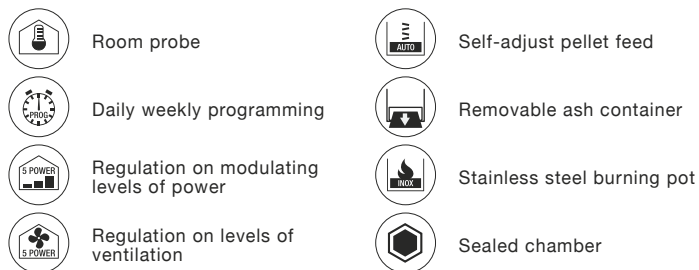 Room probe
PROG.
Daily weekly programming
5 POWER
Regulation on modulating
levels of power
5 POWER
Regulation on levels of
ventilation
AUTO
Self-adjust pellet feed
Removable ash container
INOX
Stainless steel burning pot
Sealed chamber